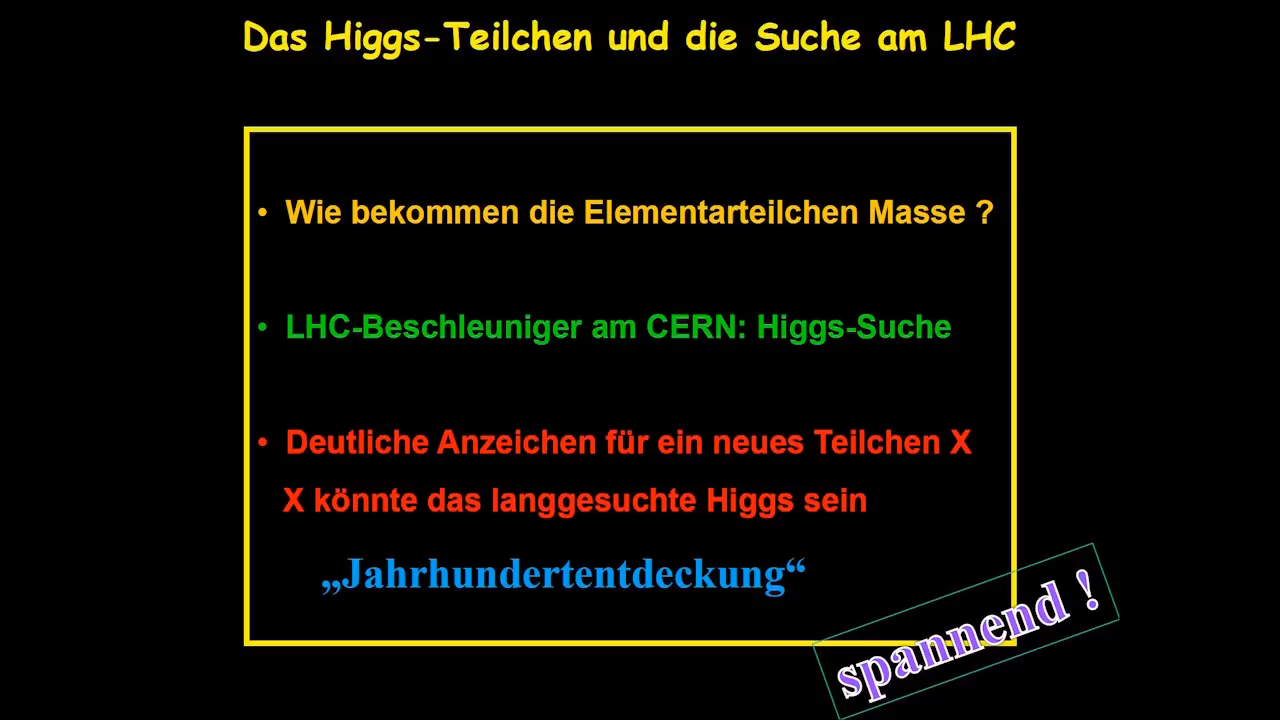 Das Higgs-Teilchen und die Suche am LHC
• Wie bekommen die Elementarteilchen Masse ?
• LHC-Beschleuniger am CERN: Higgs-Suche
• Deutliche Anzeichen für ein neues Teilchen X
X könnte das langgesuchte Higgs sein
„Jahrhundertentdeckung“
spannend !